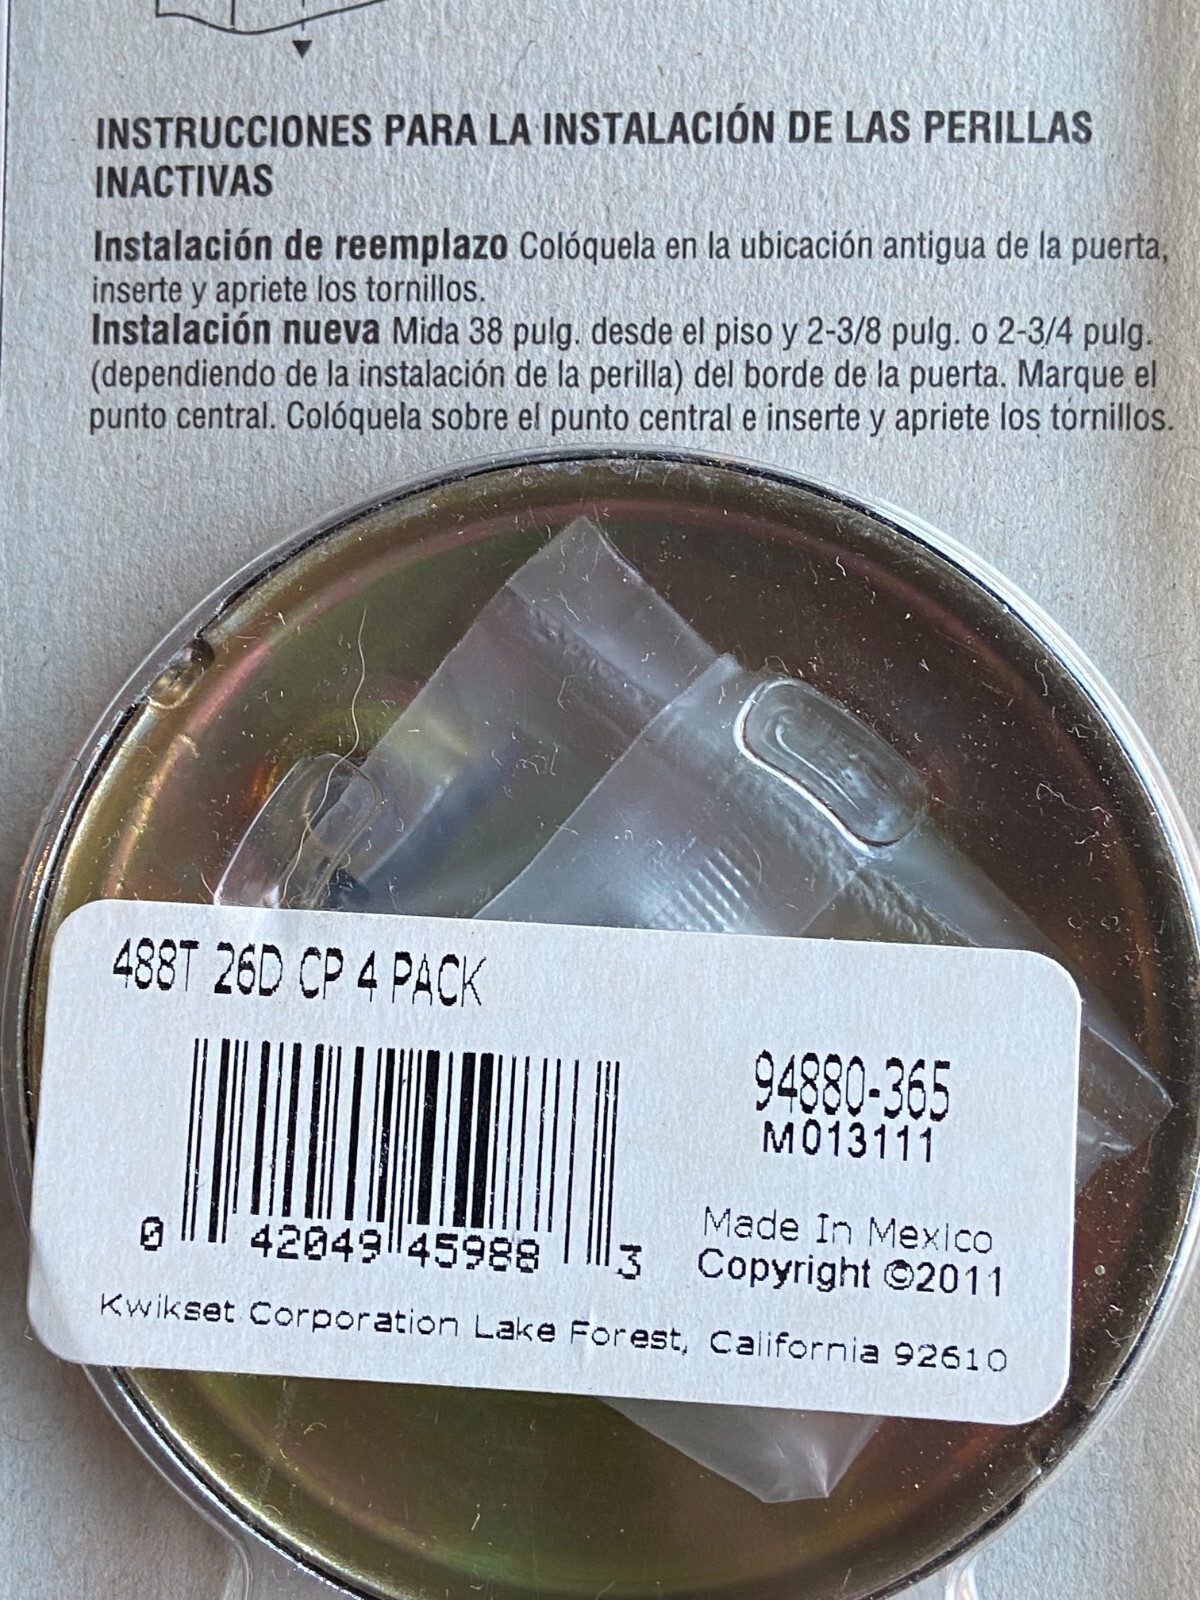 INSTRUCCIONES PARA LA INSTALACIÓN DE LAS PERILLAS
INACTIVAS
Instalación de reemplazo Colóquela en la ubicación antigua de la puerta,
inserte y apriete los tornillos.
Instalación nueva Mida 38 pulg. desde el piso y 2-3/8 pulg. o 2-3/4 pulg.
(dependiendo de la instalación de la perilla) del borde de la puerta. Marque el
punto central. Colóquela sobre el punto central e inserte y apriete los tornillos.
488T 26D CP 4 PACK
94880-365
M013111
0 42049 45988 3
Made In Mexico
Copyright ©2011
Kwikset Corporation Lake Forest, California 92610